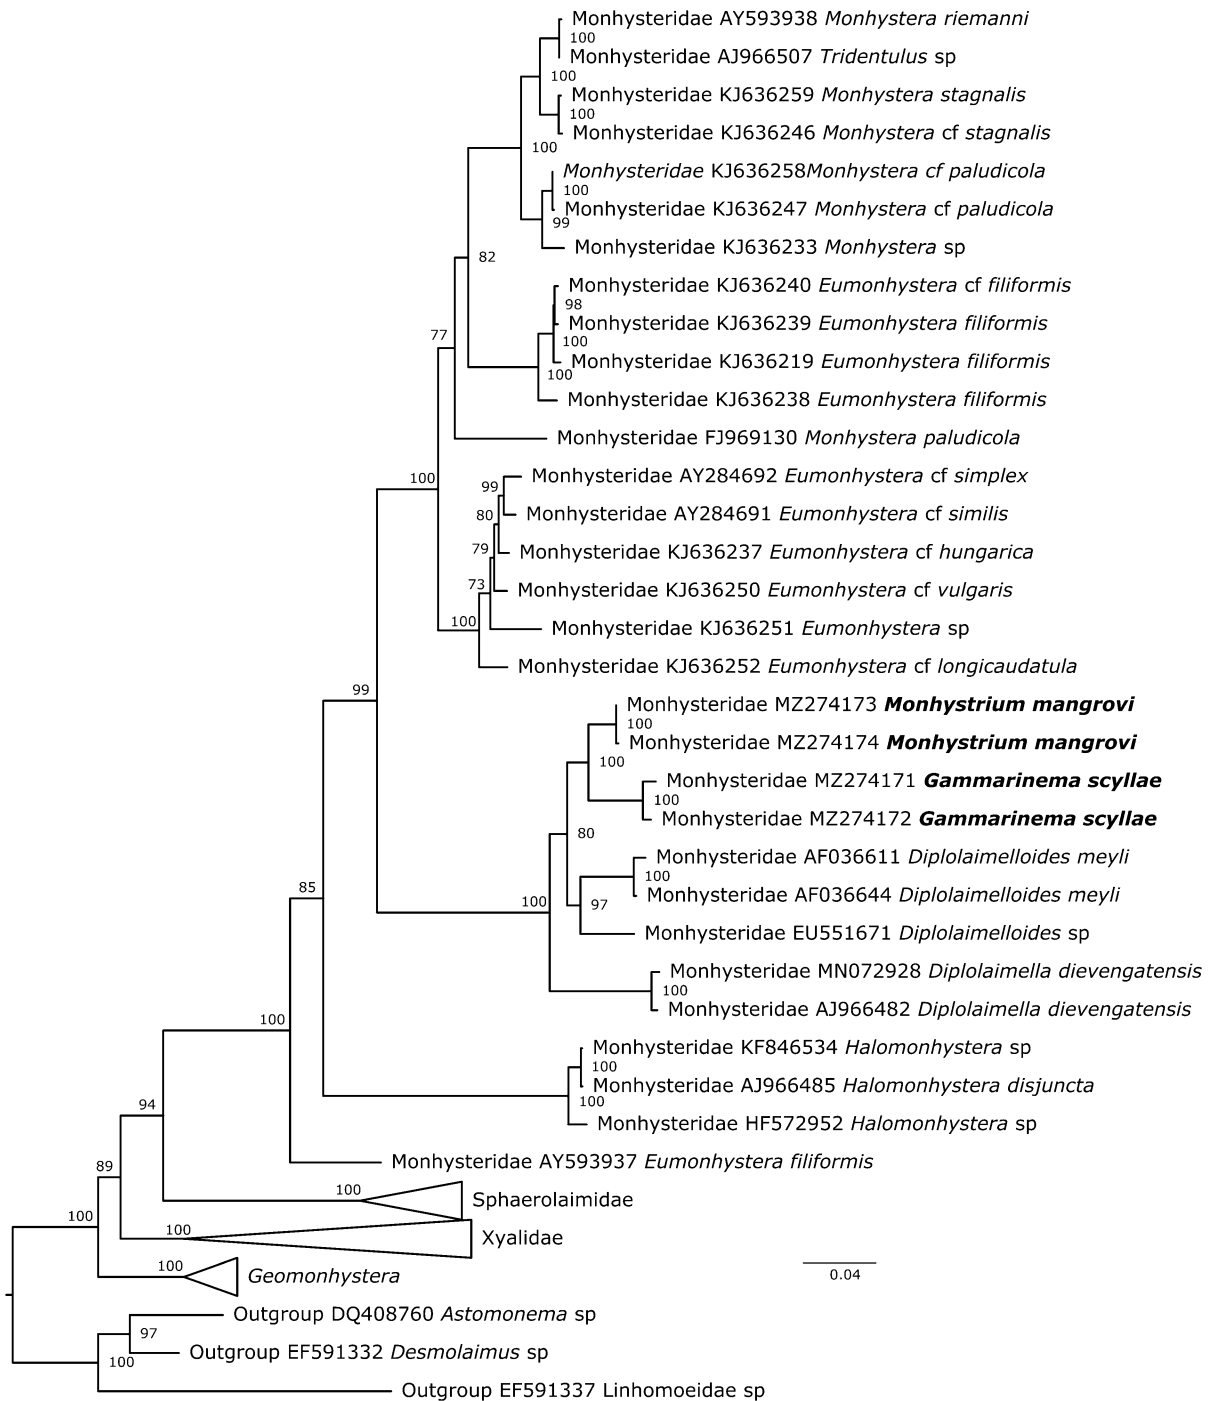 Monhysteridae AY593938 Monhystera riemanni
100
Monhysteridae AJ966507 Tridentulus sp
100
Monhysteridae KJ636259 Monhystera stagnalis
100
Monhysteridae KJ636246 Monhystera cf stagnalis
100
Monhysteridae KJ636258Monhystera cf paludicola
100
Monhysteridae KJ636247 Monhystera cf paludicola
99
Monhysteridae KJ636233 Monhystera sp
82
Monhysteridae KJ636240 Eumonhystera cf filiformis
98
Monhysteridae KJ636239 Eumonhystera filiformis
77
100
Monhysteridae KJ636219 Eumonhystera filiformis
100
Monhysteridae KJ636238 Eumonhystera filiformis
Monhysteridae FJ969130 Monhystera paludicola
100
Monhysteridae AY284692 Eumonhystera cf simplex
99
Monhysteridae AY284691 Eumonhystera cf similis
80
Monhysteridae KJ636237 Eumonhystera cf hungarica
79
Monhysteridae KJ636250 Eumonhystera cf vulgaris
73
Monhysteridae KJ636251 Eumonhystera sp
100
Monhysteridae KJ636252 Eumonhystera cf longicaudatula
99
Monhysteridae MZ274173 Monhystrium mangrovi
100
Monhysteridae MZ274174 Monhystrium mangrovi
100
Monhysteridae MZ274171 Gammarinema scyllae
100
Monhysteridae MZ274172 Gammarinema scyllae
80
Monhysteridae AF036611 Diplolaimelloides meyli
100
Monhysteridae AF036644 Diplolaimelloides meyli
85
100
97
Monhysteridae EU551671 Diplolaimelloides sp
Monhysteridae MN072928 Diplolaimella dievengatensis
100
Monhysteridae AJ966482 Diplolaimella dievengatensis
100
Monhysteridae KF846534 Halomonhystera sp
100
Monhysteridae AJ966485 Halomonhystera disjuncta
100
94
Monhysteridae HF572952 Halomonhystera sp
Monhysteridae AY593937 Eumonhystera filiformis
89
100
Sphaerolaimidae
100
100
Xyalidae
100
Geomonhystera
0.04
Outgroup DQ408760 Astomonema sp
97
Outgroup EF591332 Desmolaimus sp
100
Outgroup EF591337 Linhomoeidae sp